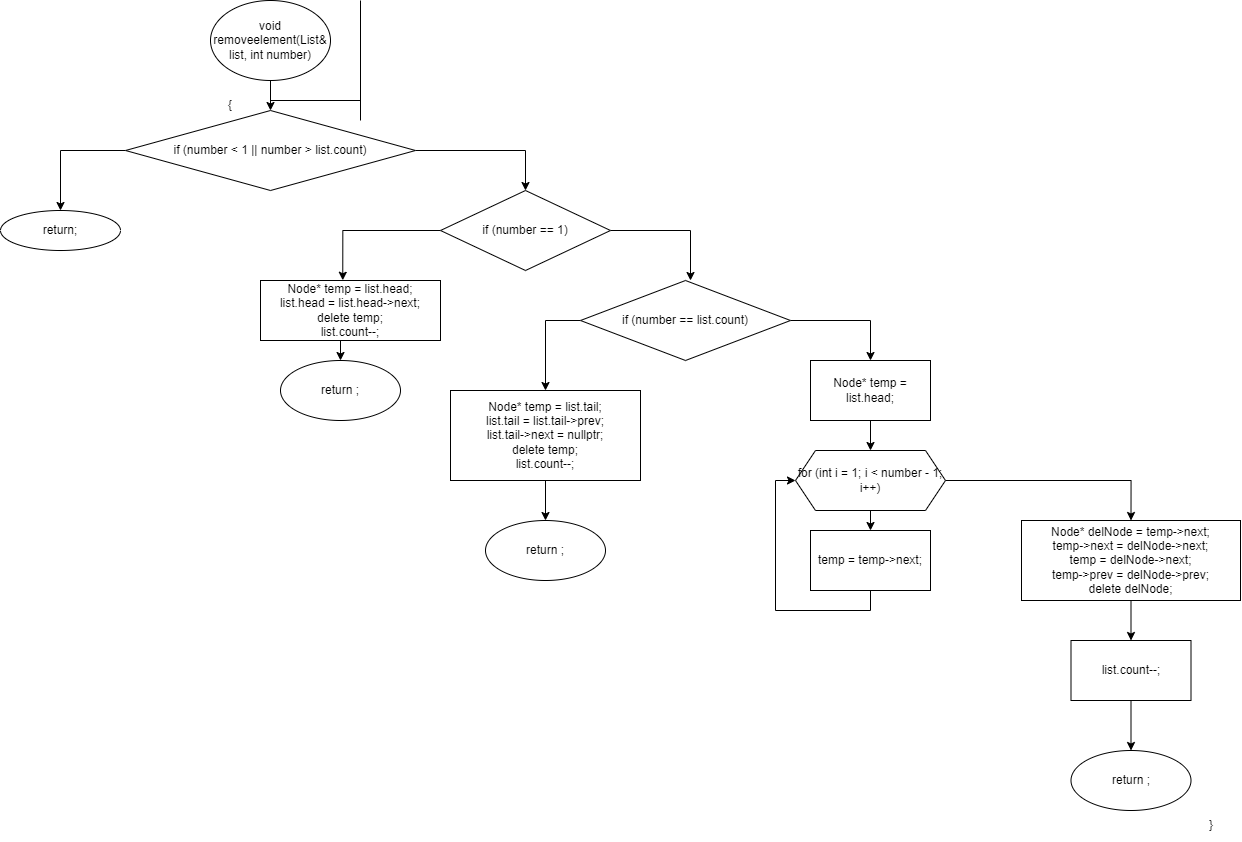 void
removeelement(List&
list, int number)
{
if (number < 1 || number > list.count)
return;
if (number == 1)
Node* temp = list.head;
list.head = list.head->next;
delete temp;
list.count--;
return ;
if (number == list.count)
Node* temp = list.tail;
list.tail = list.tail->prev;
list.tail->next = nullptr;
delete temp;
list.count--;
return ;
Node* temp =
list.head;
for (int i = 1; i < number - 1;
i++)
temp = temp->next;
Node* delNode = temp->next;
temp->next = delNode->next;
temp = delNode->next;
temp->prev = delNode->prev;
delete delNode;
list.count--;
return ;
}